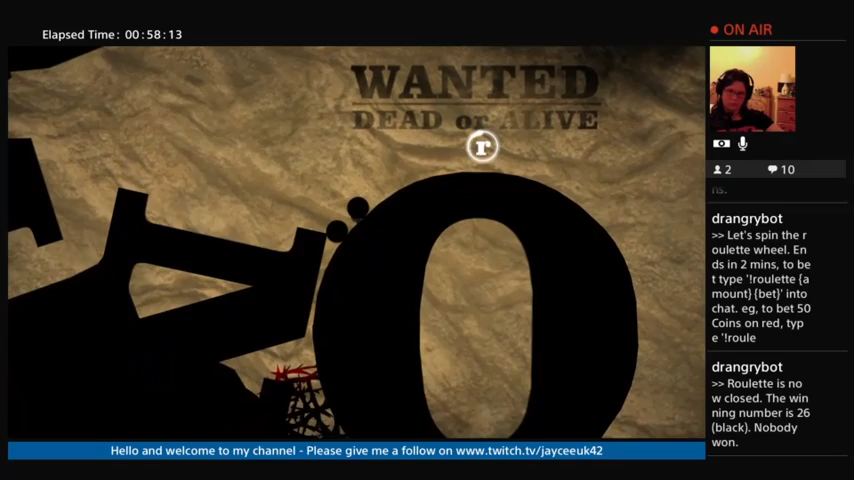 Elapsed Time: 00:58:13
ON AIR
WANTED
DEAD or ALIVE
r
O
2
10
ns.
drangrybot
>> Let's spin the r
oulette wheel. En
ds in 2 mins, to be
t type '!roulette {a
mount} {bet}' into
chat. eg, to bet 50
Coins on red, typ
e '!roule
drangrybot
>> Roulette is no
w closed. The win
ning number is 26
(black). Nobody
won.
Hello and welcome to my channel - Please give me a follow on www.twitch.tv/jayceeuk42